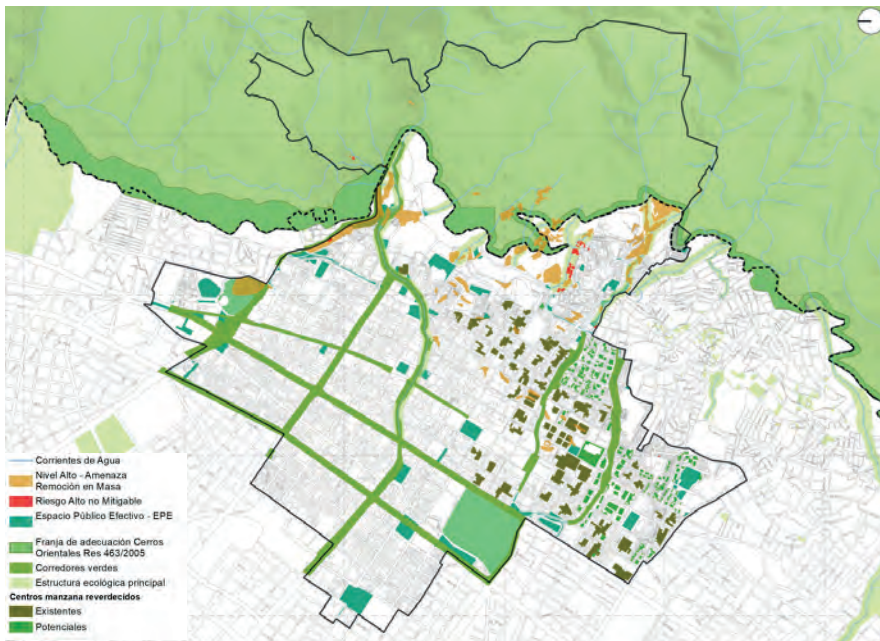 Corrientes de Agua
Nivel Alto - Amenaza
Remoción en Masa
Riesgo Alto no Mitigable
Espacio Público Efectivo - EPE
Franja de adecuación Cerros
Orientales Res 463/2005
Corredores verdes
Estructura ecológica principal
Centros manzana reverdecidos
Existentes
Potenciales